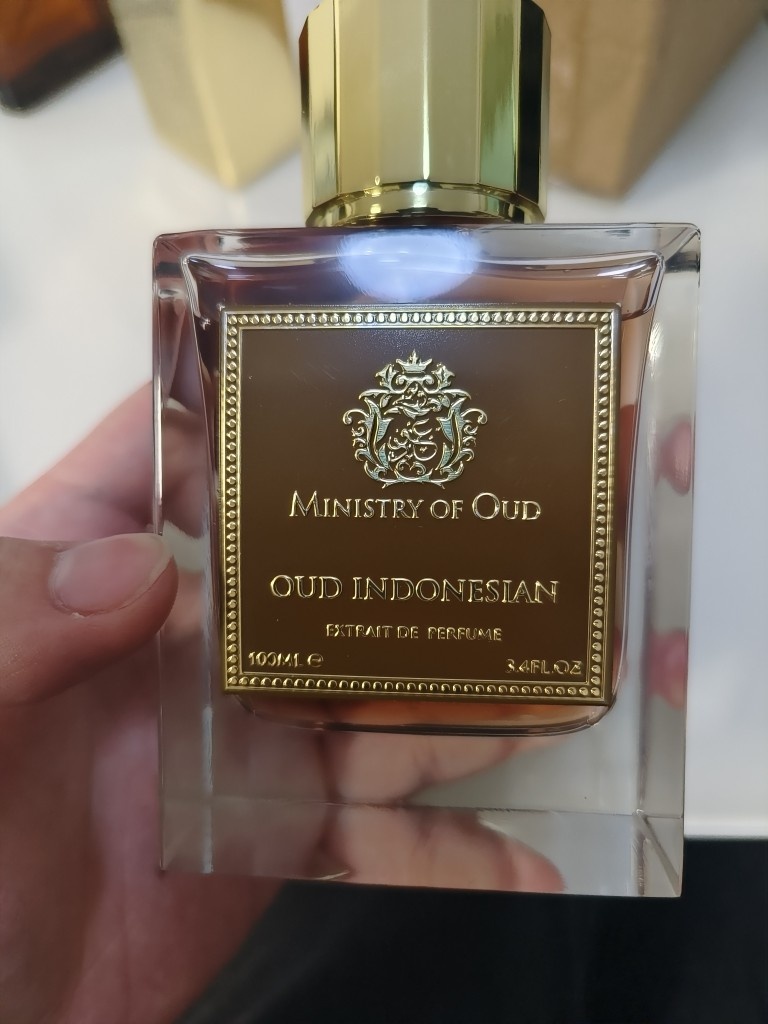 MINISTRY OF OUD
OUD INDONESIAN
EXTRAIT DE PERFUME
100ML ℮
3.4FL.OZ